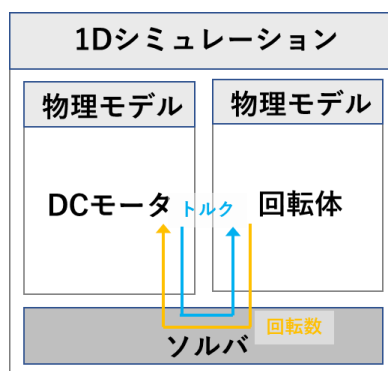 1Dシミュレーション
物理モデル
物理モデル
DCモータ
トルク
回転体
回転数
ソルバ